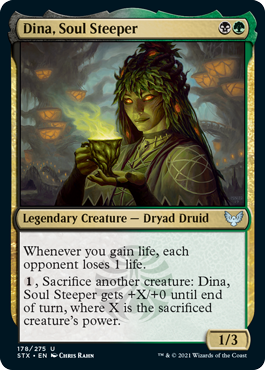 Dina, Soul Steeper
Legendary Creature — Dryad Druid
Whenever you gain life, each
opponent loses 1 life.
1, Sacrifice another creature: Dina,
Soul Steeper gets +X/+0 until end
of turn, where X is the sacrificed
creature's power.
1/3
178/275 U
STX • EN Chris Rahn
™ & © 2021 Wizards of the Coast